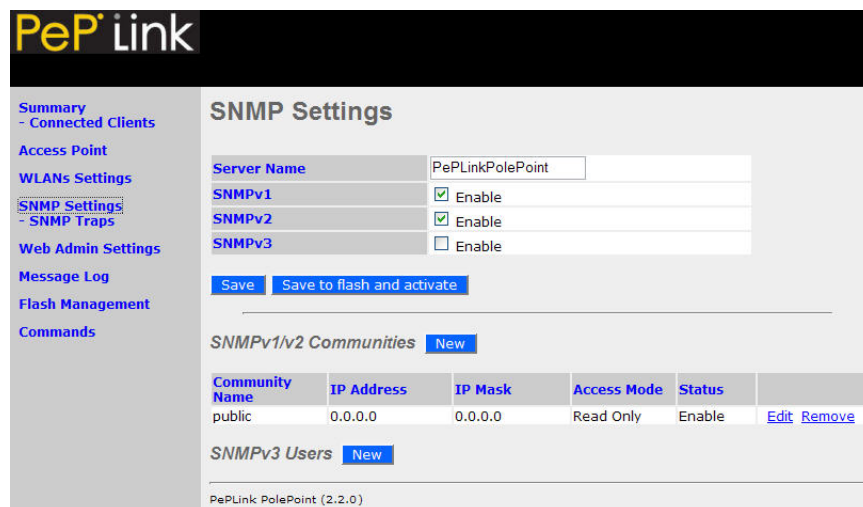 PePLink
Summary
- Connected Clients
Access Point
WLANs Settings
SNMP Settings
- SNMP Traps
Web Admin Settings
Message Log
Flash Management
Commands
SNMP Settings
Server Name PePLinkPolePoint
SNMPv1 Enable
SNMPv2 Enable
SNMPv3 Enable
Save Save to flash and activate
SNMPv1/v2 Communities New
Community Name IP Address IP Mask Access Mode Status
public 0.0.0.0 0.0.0.0 Read Only Enable Edit Remove
SNMPv3 Users New
PePLink PolePoint (2.2.0)